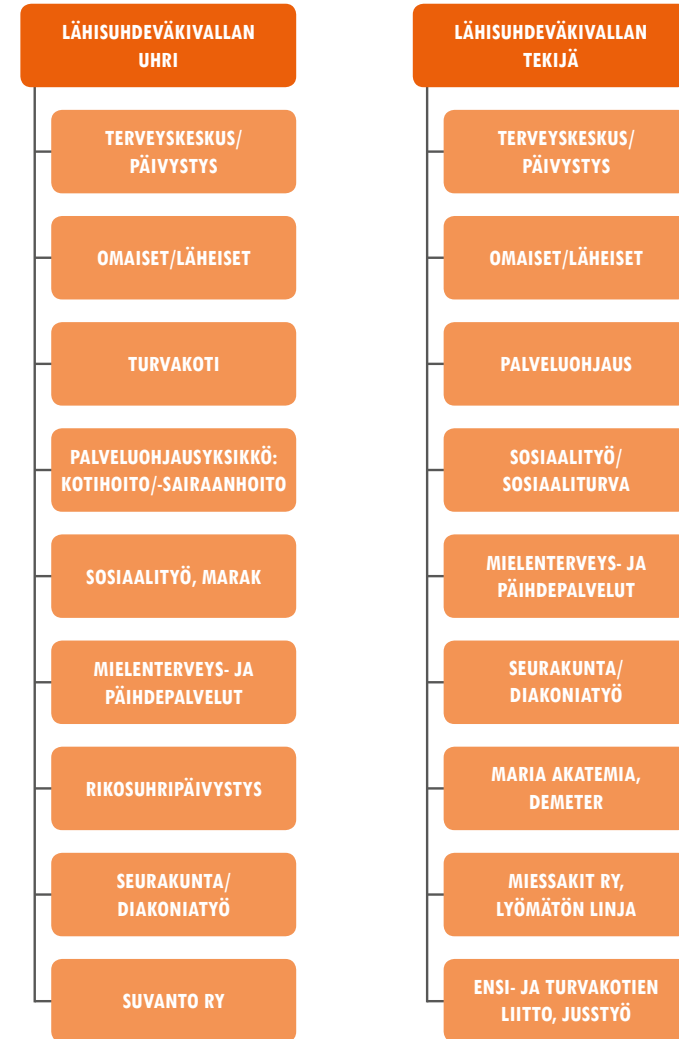 LÄHISUHDEVÄKIVALLAN
UHRI
TERVEYSKESKUS/
PÄIVYSTYS
OMAISET/LÄHEISET
TURVAKOTI
PALVELUOHJAUSYKSIKKÖ:
KOTIHOITO/-SAIRAANHOITO
SOSIAALITYÖ, MARAK
MIELENTERVEYS- JA
PÄIHDEPALVELUT
RIKOSUHRIPÄIVYSTYS
SEURAKUNTA/
DIAKONIATYÖ
SUVANTO RY
LÄHISUHDEVÄKIVALLAN
TEKIJÄ
TERVEYSKESKUS/
PÄIVYSTYS
OMAISET/LÄHEISET
PALVELUOHJAUS
SOSIAALITYÖ/
SOSIAALITURVA
MIELENTERVEYS- JA
PÄIHDEPALVELUT
SEURAKUNTA/
DIAKONIATYÖ
MARIA AKATEMIA,
DEMETER
MIESSAKIT RY,
LYÖMÄTÖN LINJA
ENSI- JA TURVAKOTIEN
LIITTO, JUSSTYÖ